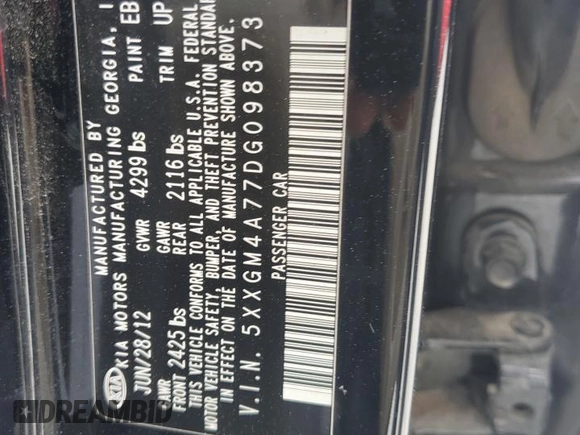 MANUFACTURED BY
KIA KIA MOTORS MANUFACTURING GEORGIA, I
JUN/28/12 GVWR 4299 lbs PAINT EB
GAWR GAWR TRIM UP
FRONT 2425 lbs REAR 2116 lbs
THIS VEHICLE CONFORMS TO ALL APPLICABLE U.S.A. FEDERAL
MOTOR VEHICLE SAFETY, BUMPER, AND THEFT PREVENTION STANDAR
IN EFFECT ON THE DATE OF MANUFACTURE SHOWN ABOVE.
V.I.N. 5XXGM4A77DG098373
PASSENGER CAR
DREAMBID